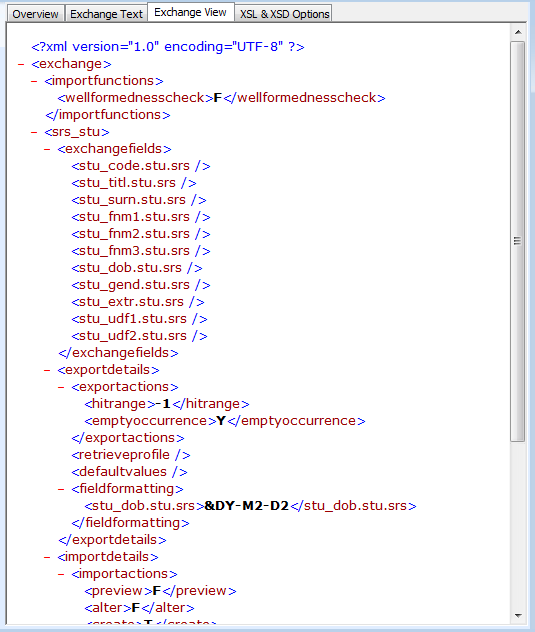 Overview Exchange Text Exchange View XSL & XSD Options
<?xml version="1.0" encoding="UTF-8" ?>
- <exchange>
- <importfunctions>
<wellformednesscheck>F</wellformednesscheck>
</importfunctions>
- <srs_stu>
- <exchangefields>
<stu_code.stu.srs />
<stu_titl.stu.srs />
<stu_surn.stu.srs />
<stu_fnm1.stu.srs />
<stu_fnm2.stu.srs />
<stu_fnm3.stu.srs />
<stu_dob.stu.srs />
<stu_gend.stu.srs />
<stu_extr.stu.srs />
<stu_udf1.stu.srs />
<stu_udf2.stu.srs />
</exchangefields>
- <exportdetails>
- <exportactions>
<hitrange>-1</hitrange>
<emptyoccurrence>Y</emptyoccurrence>
</exportactions>
<retrieveprofile />
<defaultvalues />
- <fieldformatting>
<stu_dob.stu.srs>&DY-M2-D2</stu_dob.stu.srs>
</fieldformatting>
</exportdetails>
- <importdetails>
- <importactions>
<preview>F</preview>
<alter>F</alter>
<create>T</create>